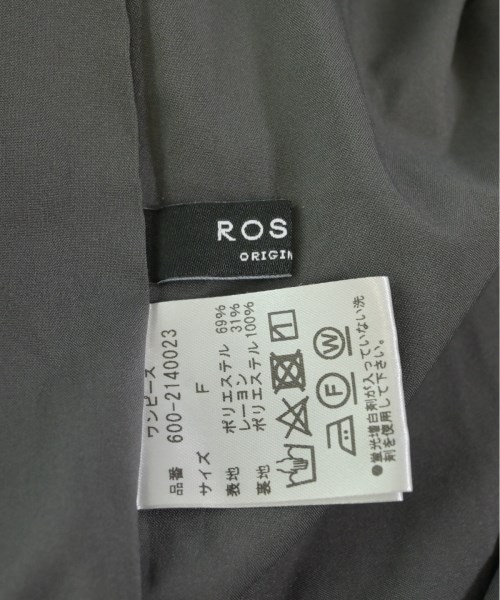 ROS
ORIGIN
ワンピース
品番 600-2140023
サイズ F
表地 ポリエステル 69%
レーヨン 31%
裏地 ポリエステル 100%
F
W
●蛍光増白剤が入っていない洗
剤を使用して下さい。